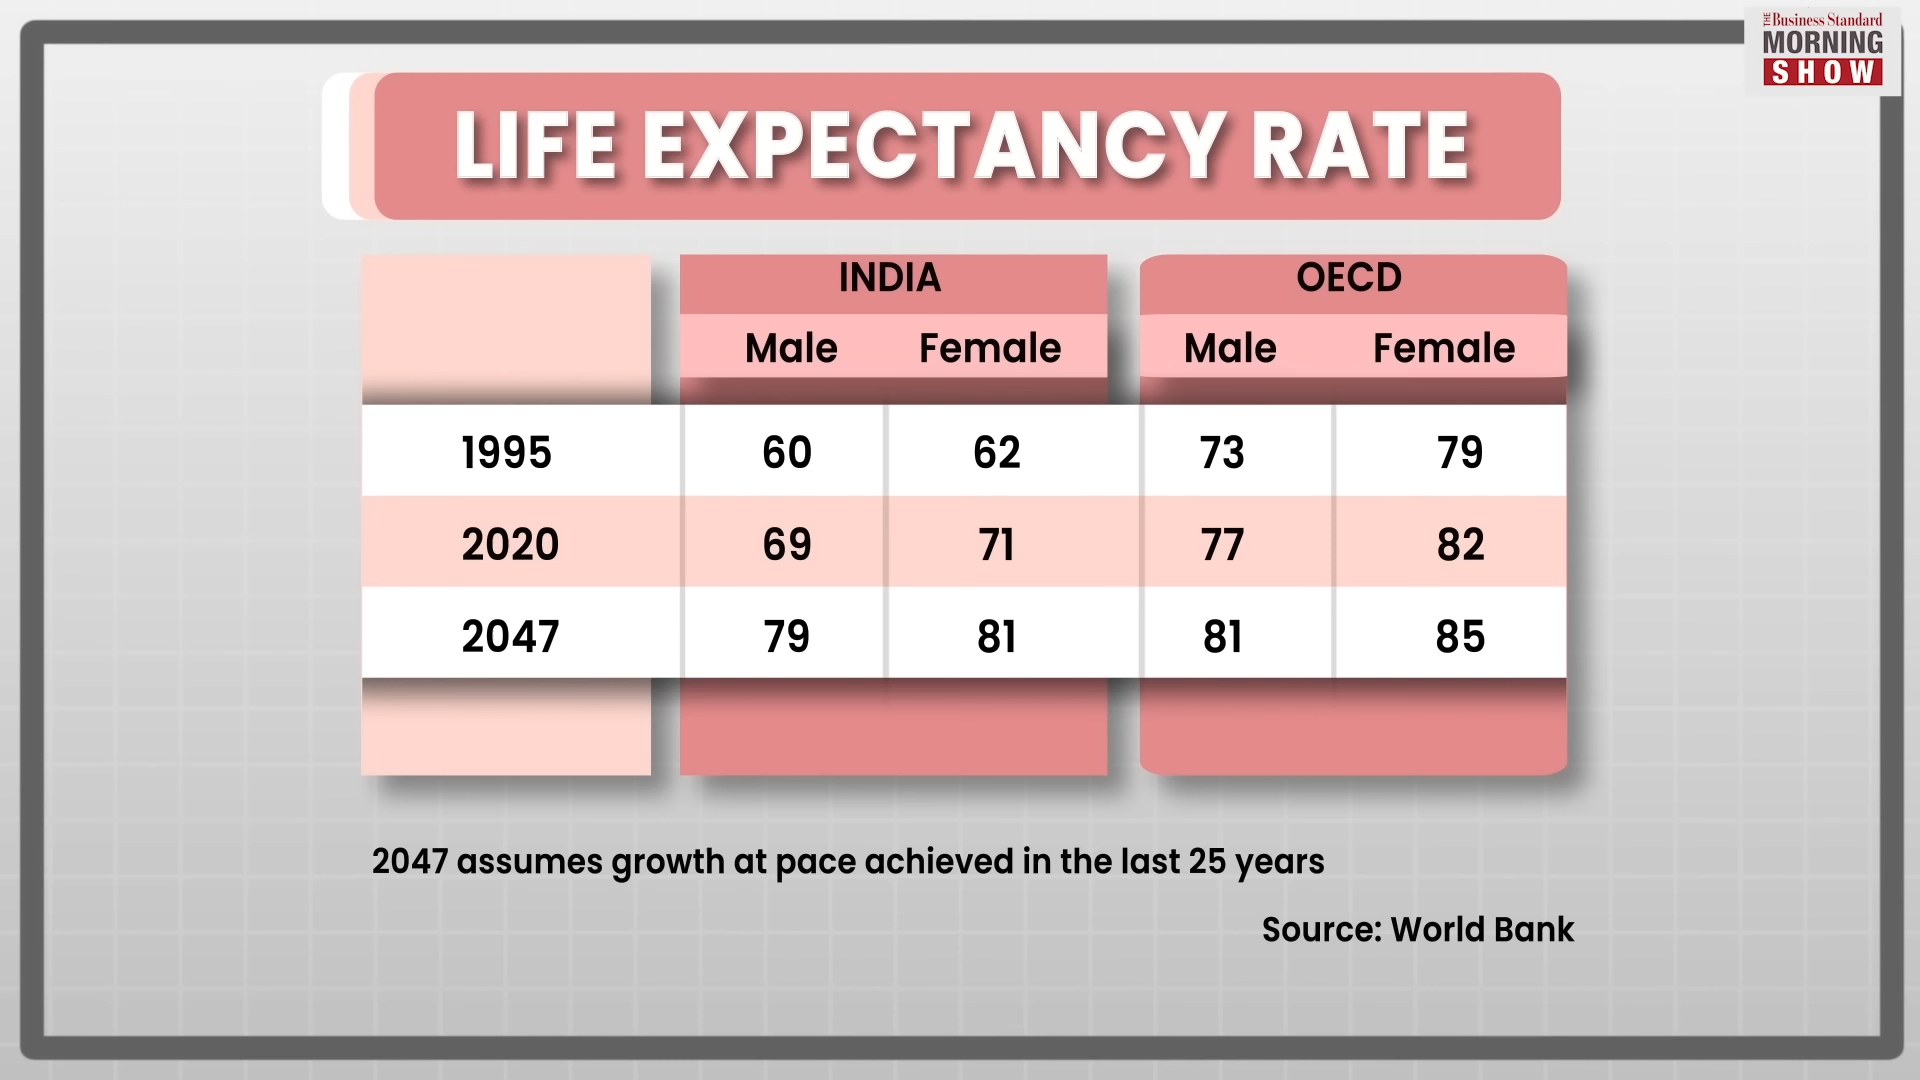 THE Business Standard
MORNING
SHOW
LIFE EXPECTANCY RATE
INDIA OECD
Male Female Male Female
1995 60 62 73 79
2020 69 71 77 82
2047 79 81 81 85
2047 assumes growth at pace achieved in the last 25 years
Source: World Bank